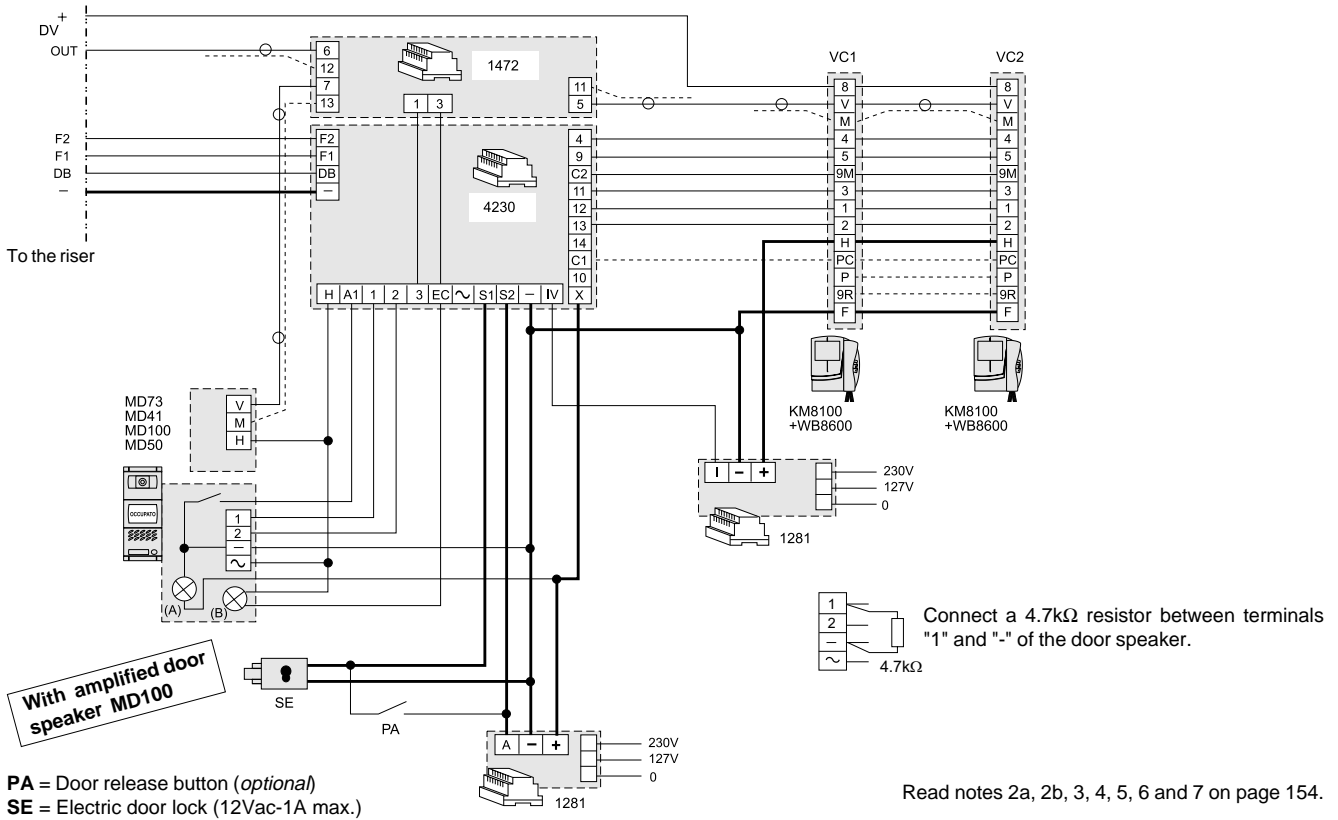 +
DV
OUT
F2
F1
DB
–
To the riser
6
12
7
13
1472
1 3
11
5
F2
F1
DB
–
4230
4
9
C2
11
12
13
14
C1
10
X
H A1 1 2 3 EC ∿ S1 S2 – IV
VC1
8
V
M
4
5
9M
3
1
2
H
PC
P
9R
F
KM8100
+WB8600
VC2
8
V
M
4
5
9M
3
1
2
H
PC
P
9R
F
KM8100
+WB8600
MD73
MD41
MD100
MD50
V
M
H
OCCUPATO
1
2
–
∿
(A)
(B)
I – +
230V
127V
0
1281
1
2
–
∿
4.7kΩ
Connect a 4.7kΩ resistor between terminals
"1" and "-" of the door speaker.
With amplified door
speaker MD100
SE
PA
A – +
230V
127V
0
1281
PA = Door release button (optional)
SE = Electric door lock (12Vac-1A max.)
Read notes 2a, 2b, 3, 4, 5, 6 and 7 on page 154.